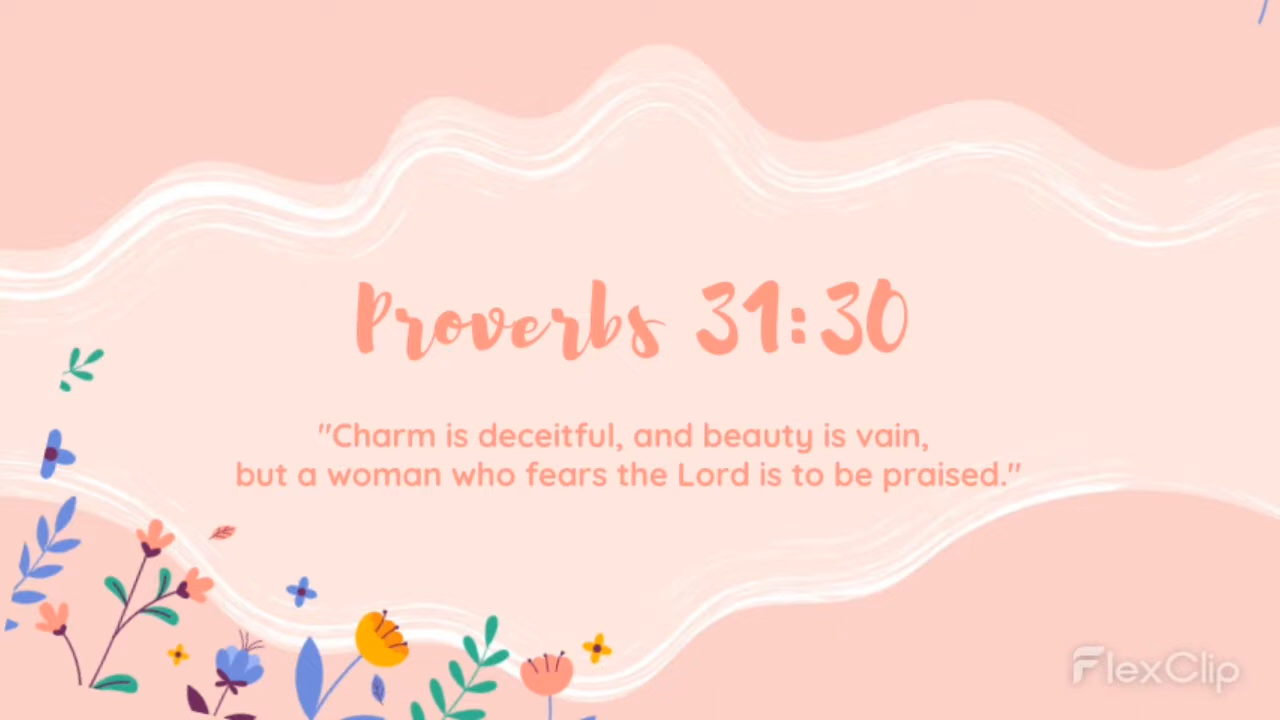 Proverbs 31:30
"Charm is deceitful, and beauty is vain,
but a woman who fears the Lord is to be praised."
FlexClip